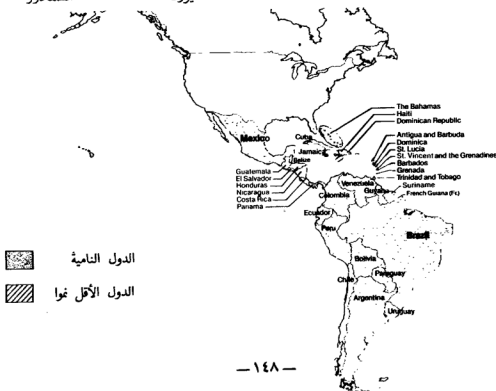 The Bahamas
Haiti
Dominican Republic
Mexico
Cuba
Antigua and Barbuda
Jamaica
Dominica
Belize
St. Lucia
St. Vincent and the Grenadines
Barbados
Grenada
Guatemala
El Salvador
Honduras
Nicaragua
Costa Rica
Panama
Trinidad and Tobago
Venezuela
Guyana
Suriname
French Guiana (Fr.)
Colombia
Ecuador
Peru
Brazil
Bolivia
Paraguay
Chile
Argentina
Uruguay
الدول النامية
الدول الأقل نموا
— ١٤٨ —